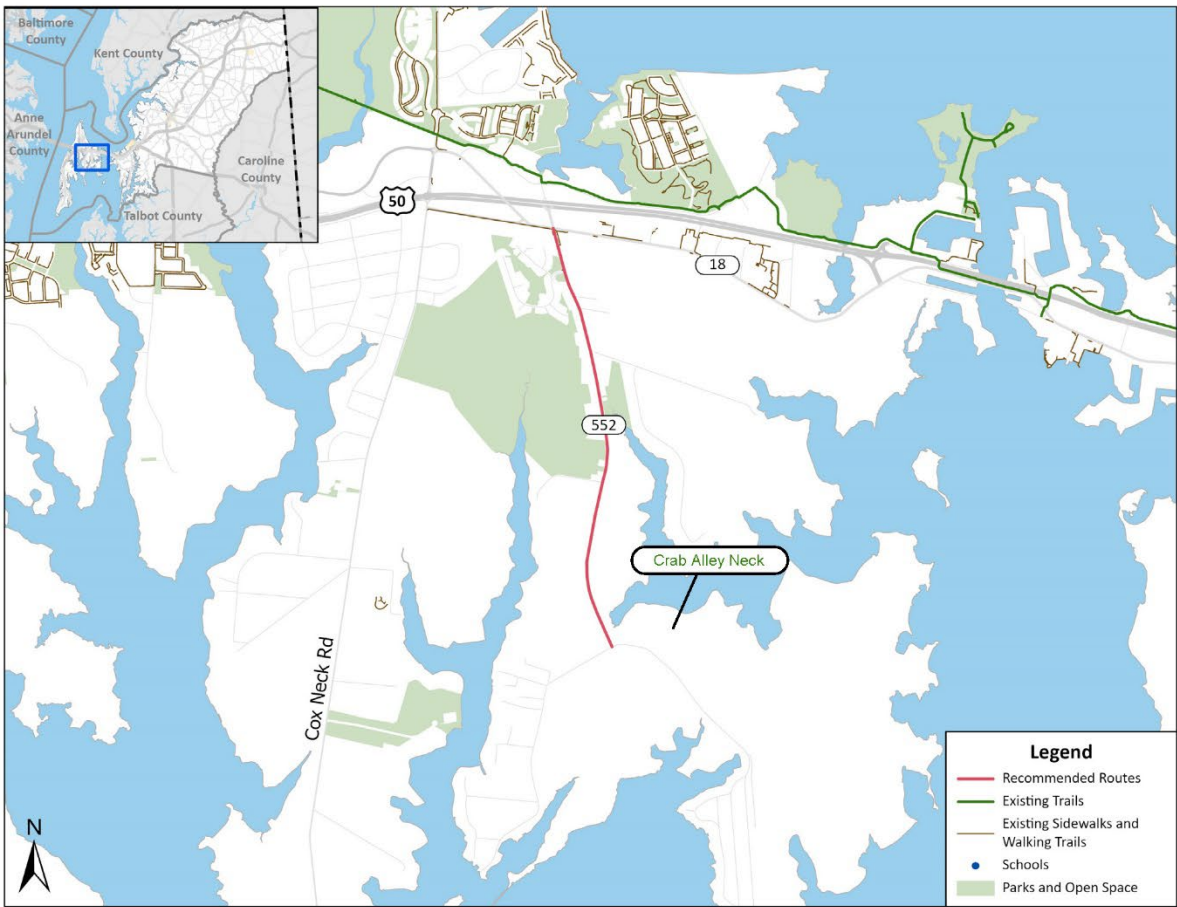 Baltimore
County
Kent County
Anne
Arundel
County
Caroline
County
Talbot County
50
18
552
Crab Alley Neck
Cox Neck Rd
N
Legend
Recommended Routes
Existing Trails
Existing Sidewalks and
Walking Trails
Schools
Parks and Open Space